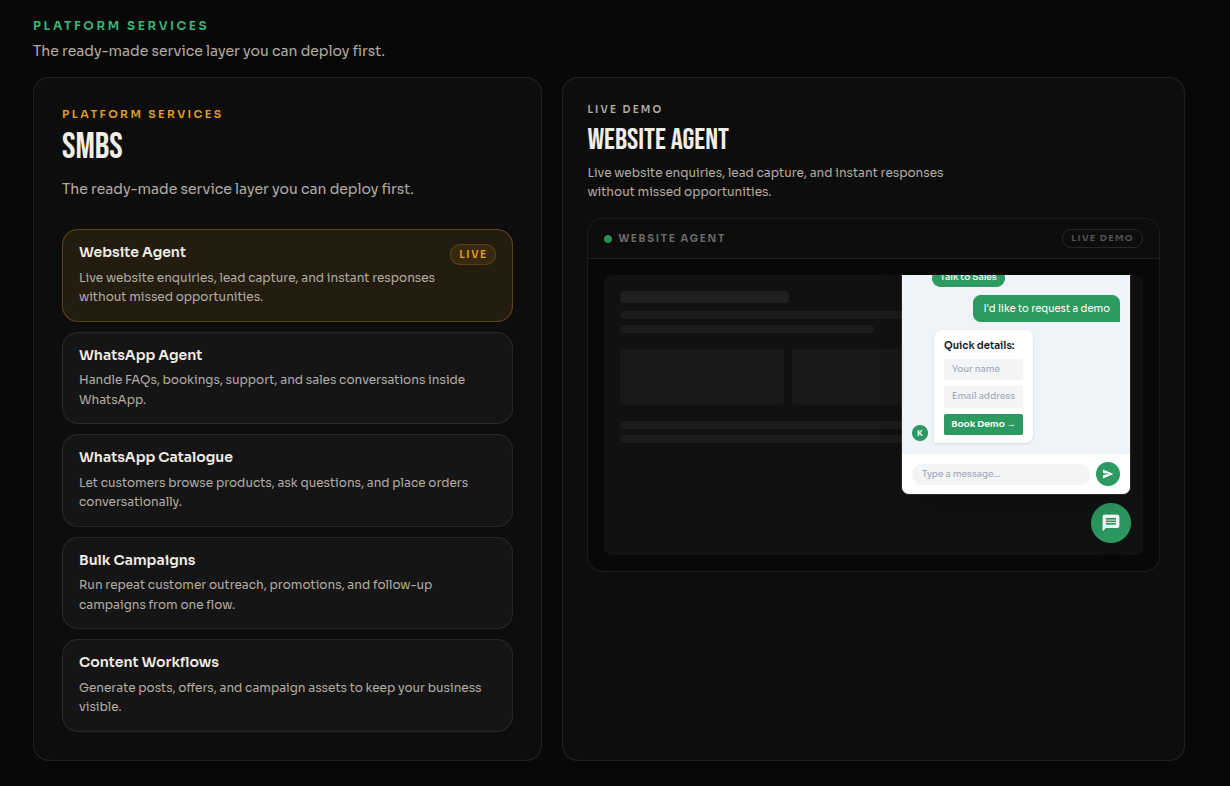 PLATFORM SERVICES
The ready-made service layer you can deploy first.
PLATFORM SERVICES
SMBS
The ready-made service layer you can deploy first.
Website Agent
LIVE
Live website enquiries, lead capture, and instant responses
without missed opportunities.
WhatsApp Agent
Handle FAQs, bookings, support, and sales conversations inside
WhatsApp.
WhatsApp Catalogue
Let customers browse products, ask questions, and place orders
conversationally.
Bulk Campaigns
Run repeat customer outreach, promotions, and follow-up
campaigns from one flow.
Content Workflows
Generate posts, offers, and campaign assets to keep your business
visible.
LIVE DEMO
WEBSITE AGENT
Live website enquiries, lead capture, and instant responses
without missed opportunities.
WEBSITE AGENT
LIVE DEMO
Talk to Sales
I'd like to request a demo
Quick details:
Your name
Email address
Book Demo →
K
Type a message...